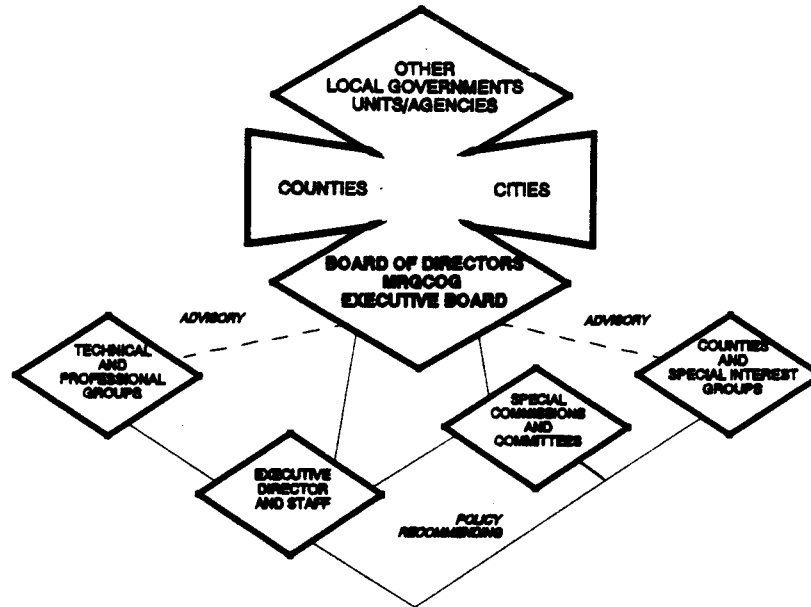 OTHER
LOCAL GOVERNMENTS
UNITS/AGENCIES
COUNTIES
CITIES
BOARD OF DIRECTORS
MRGCOG
EXECUTIVE BOARD
ADVISORY
ADVISORY
TECHNICAL
AND
PROFESSIONAL
GROUPS
COUNTIES
AND
SPECIAL INTEREST
GROUPS
SPECIAL
COMMISSIONS
AND
COMMITTEES
EXECUTIVE
DIRECTOR
AND STAFF
POLICY
RECOMMENDING